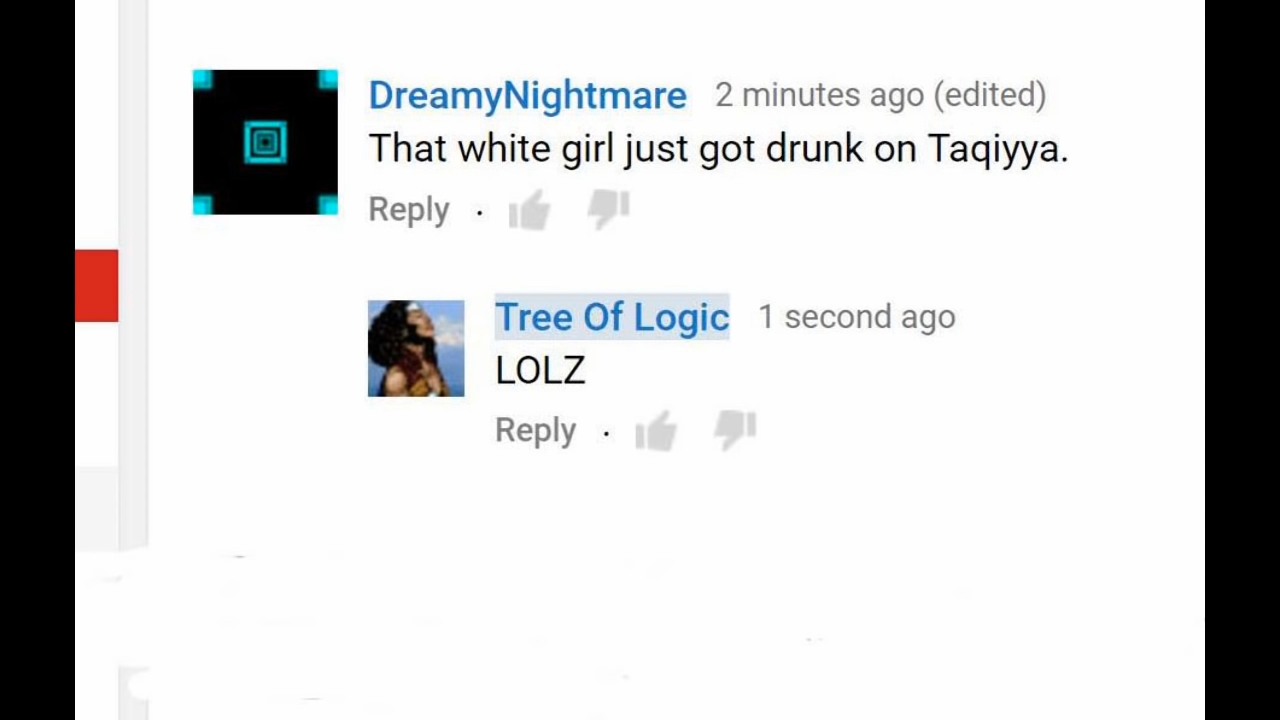 DreamyNightmare 2 minutes ago (edited)
That white girl just got drunk on Taqiyya.
Reply ·
Tree Of Logic 1 second ago
LOLZ
Reply ·